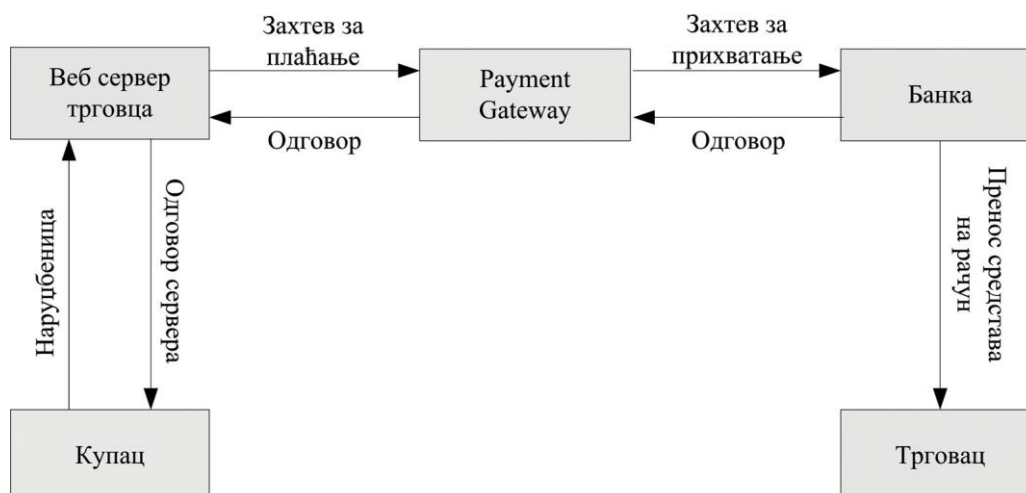 Захтев за
плаћање
Захтев за
прихватање
Веб сервер
трговца
Payment
Gateway
Банка
Одговор
Одговор
Наруџбеница
Одговор сервера
Пренос средстава
на рачун
Купац
Трговац